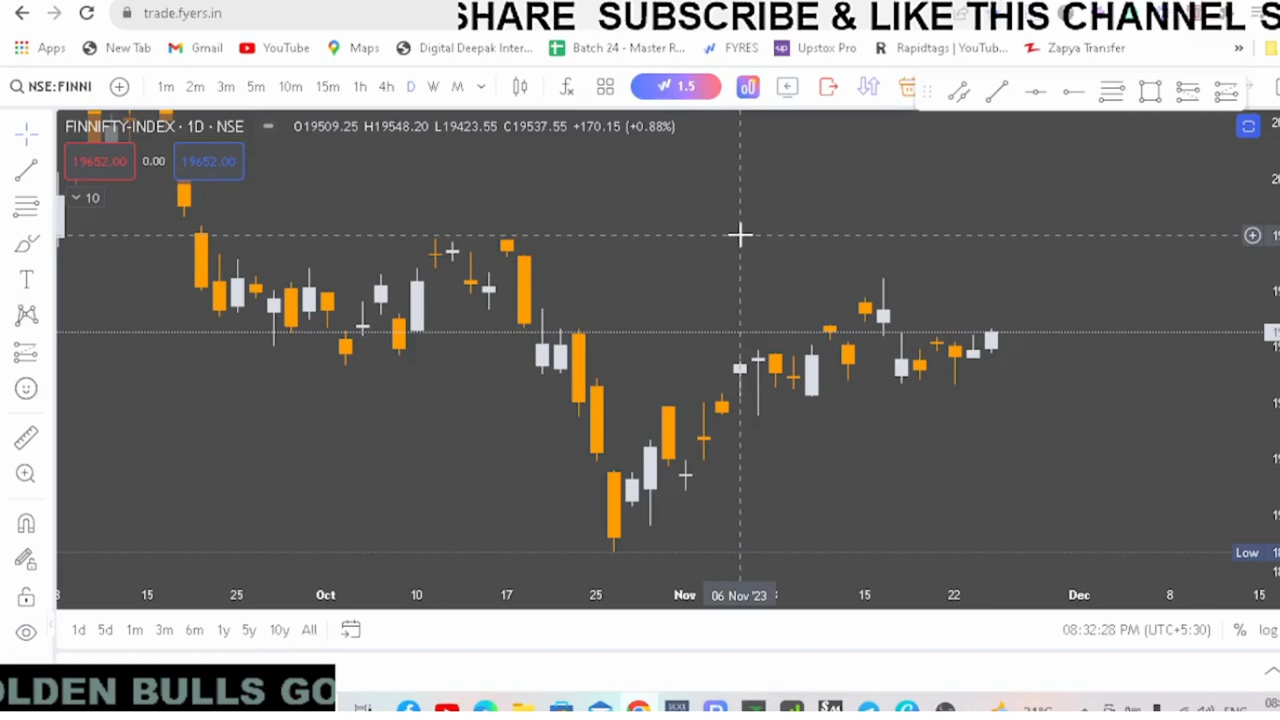 trade.fyers.in
SHARE SUBSCRIBE & LIKE THIS CHANNEL S
Apps New Tab Gmail YouTube Maps Digital Deepak Inter... Batch 24 - Master R... FYRES Upstox Pro Rapidtags | YouTub... Zapya Transfer »
NSE:FINNI 1m 2m 3m 5m 10m 15m 1h 4h D W M 1.5
FINNIFTY-INDEX · 1D · NSE O19509.25 H19548.20 L19423.55 C19537.55 +170.15 (+0.88%)
19652.00 0.00 19652.00
10
Low
15 25 Oct 10 17 25 Nov 06 Nov '23 15 22 Dec 8 15
1d 5d 1m 3m 6m 1y 5y 10y All 08:32:28 PM (UTC+5:30) % log
OLDEN BULLS GO